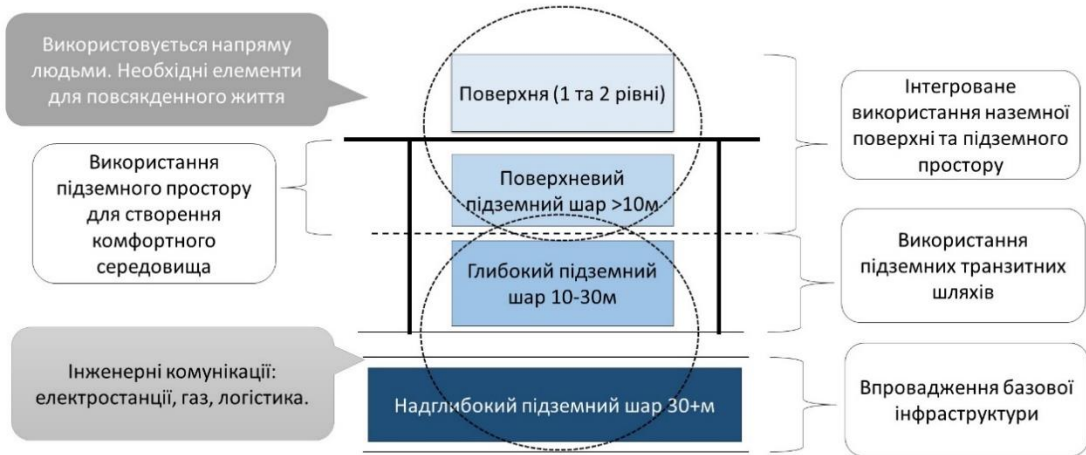 Використовується напряму
людьми. Необхідні елементи
для повсякденного життя
Використання
підземного простору
для створення
комфортного
середовища
Інженерні комунікації:
електростанції, газ, логістика.
Поверхня (1 та 2 рівні)
Поверхневий
підземний шар >10м
Глибокий підземний
шар 10-30м
Надглибокий підземний шар 30+м
Інтегроване
використання наземної
поверхні та підземного
простору
Використання
підземних транзитних
шляхів
Впровадження базової
інфраструктури